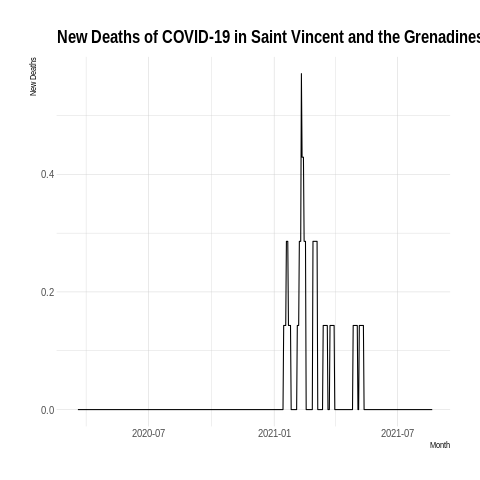 New Deaths of COVID-19 in Saint Vincent and the Grenadines
New Deaths
0.4
0.2
0.0
2020-07
2021-01
2021-07
Month